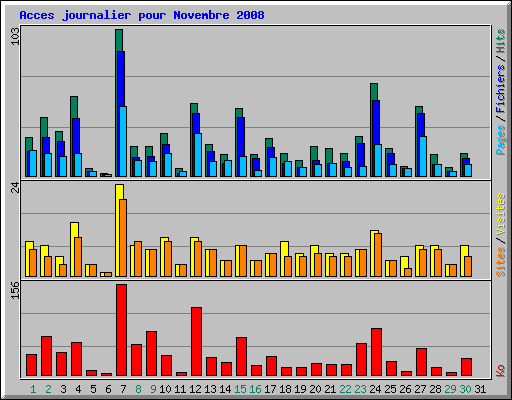 Acces journalier pour Novembre 2008
103
24
156
Pages / Fichiers / Hits
Sites / Visites
Ko
1 2 3 4 5 6 7 8 9 10 11 12 13 14 15 16 17 18 19 20 21 22 23 24 25 26 27 28 29 30 31